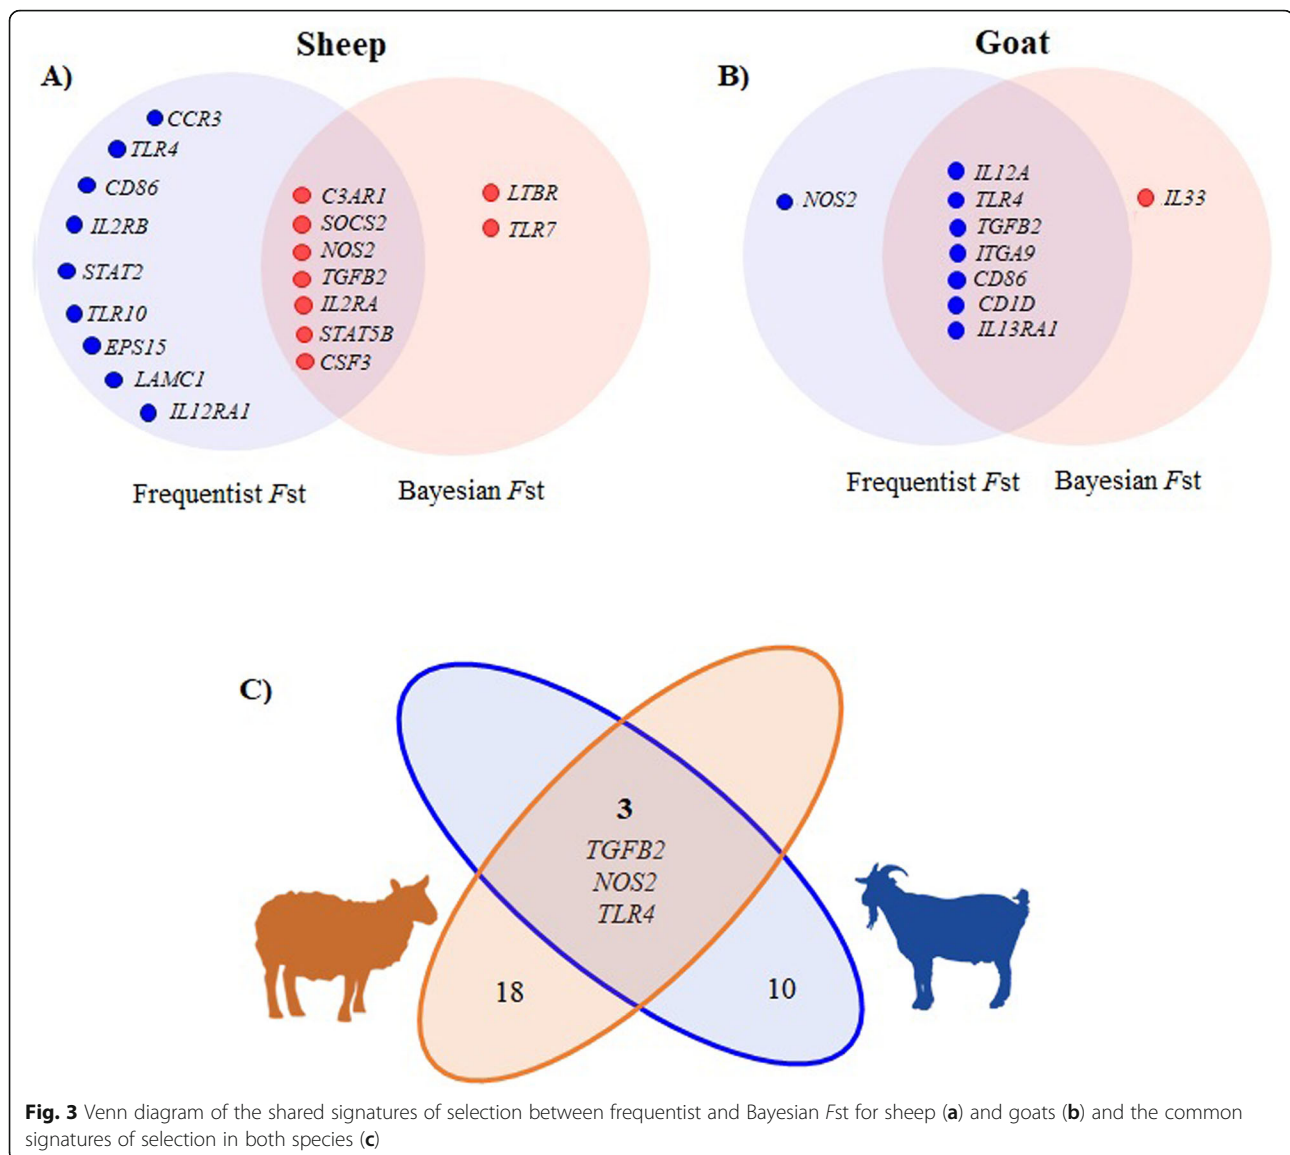 Sheep
A)
CCR3
TLR4
CD86
IL2RB
STAT2
TLR10
EPS15
LAMC1
IL12RA1
C3AR1
SOCS2
NOS2
TGFB2
IL2RA
STAT5B
CSF3
LTBR
TLR7
Frequentist Fst
Bayesian Fst
Goat
B)
NOS2
IL12A
TLR4
TGFB2
ITGA9
CD86
CD1D
IL13RA1
IL33
Frequentist Fst
Bayesian Fst
C)
3
TGFB2
NOS2
TLR4
18
10
Fig. 3 Venn diagram of the shared signatures of selection between frequentist and Bayesian Fst for sheep (a) and goats (b) and the common
signatures of selection in both species (c)